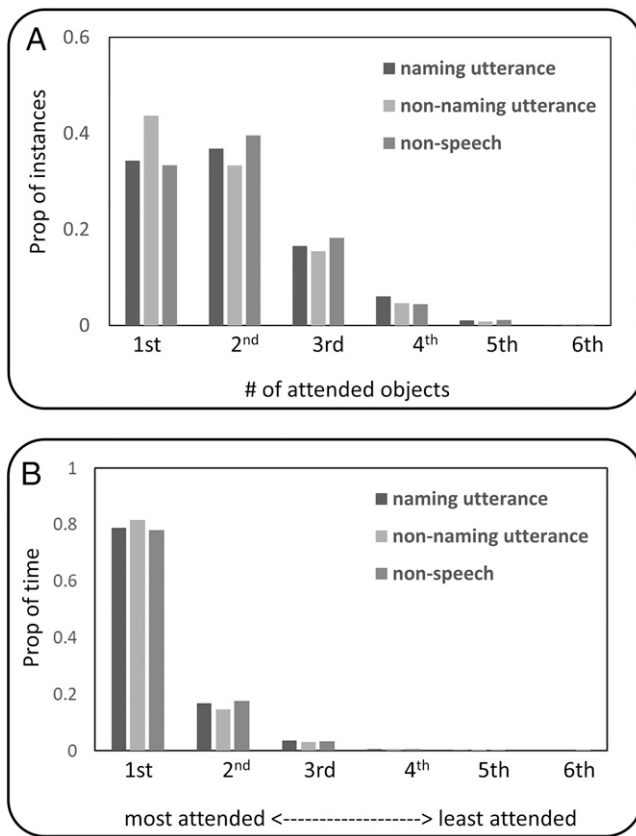 A
0.6
0.4
0.2
0
Prop of instances
naming utterance
non-naming utterance
non-speech
1st 2nd 3rd 4th 5th 6th
# of attended objects
B
1
0.8
0.6
0.4
0.2
0
Prop of time
naming utterance
non-naming utterance
non-speech
1st 2nd 3rd 4th 5th 6th
most attended <--------------------> least attended